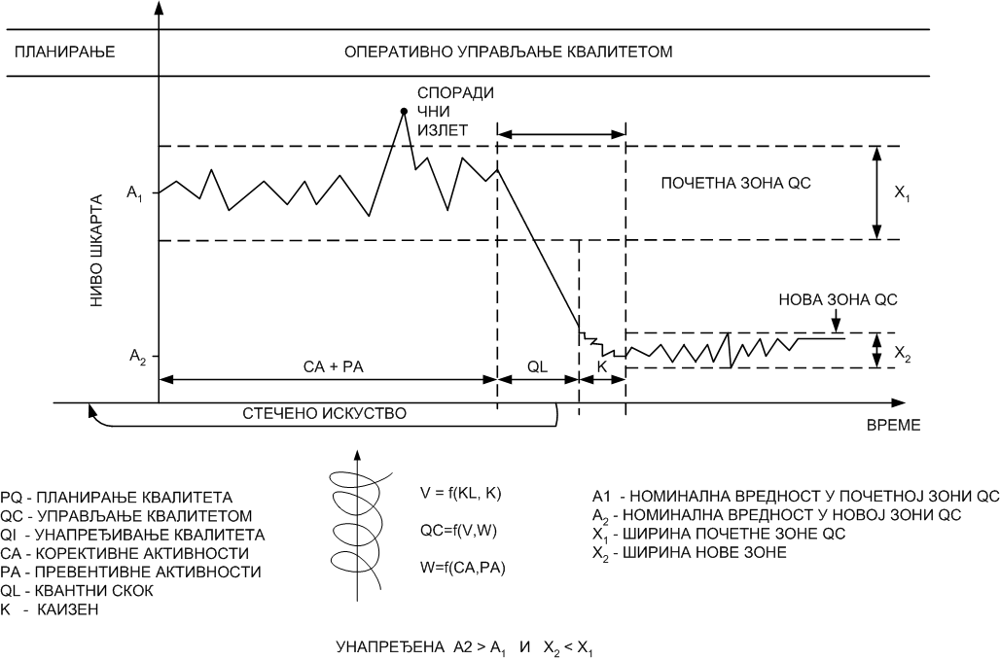 ПЛАНИРАЊЕ
ОПЕРАТИВНО УПРАВЉАЊЕ КВАЛИТЕТОМ
СПОРАДИ
ЧНИ
ИЗЛЕТ
ПОЧЕТНА ЗОНА QC
A1
X1
НИВО ШКАРТА
НОВА ЗОНА QC
A2
X2
CA + PA
QL
K
СТЕЧЕНО ИСКУСТВО
ВРЕМЕ
PQ - ПЛАНИРАЊЕ КВАЛИТЕТА
QC - УПРАВЉАЊЕ КВАЛИТЕТОМ
QI - УНАПРЕЂИВАЊЕ КВАЛИТЕТА
CA - КОРЕКТИВНЕ АКТИВНОСТИ
PA - ПРЕВЕНТИВНЕ АКТИВНОСТИ
QL - КВАНТНИ СКОК
K - КАИЗЕН
V = f(KL, K)
QC=f(V,W)
W=f(CA,PA)
A1 - НОМИНАЛНА ВРЕДНОСТ У ПОЧЕТНОЈ ЗОНИ QC
A2 - НОМИНАЛНА ВРЕДНОСТ У НОВОЈ ЗОНИ QC
X1 - ШИРИНА ПОЧЕТНЕ ЗОНЕ QC
X2 - ШИРИНА НОВЕ ЗОНЕ
УНАПРЕЂЕНА A2 > A1 И X2 < X1